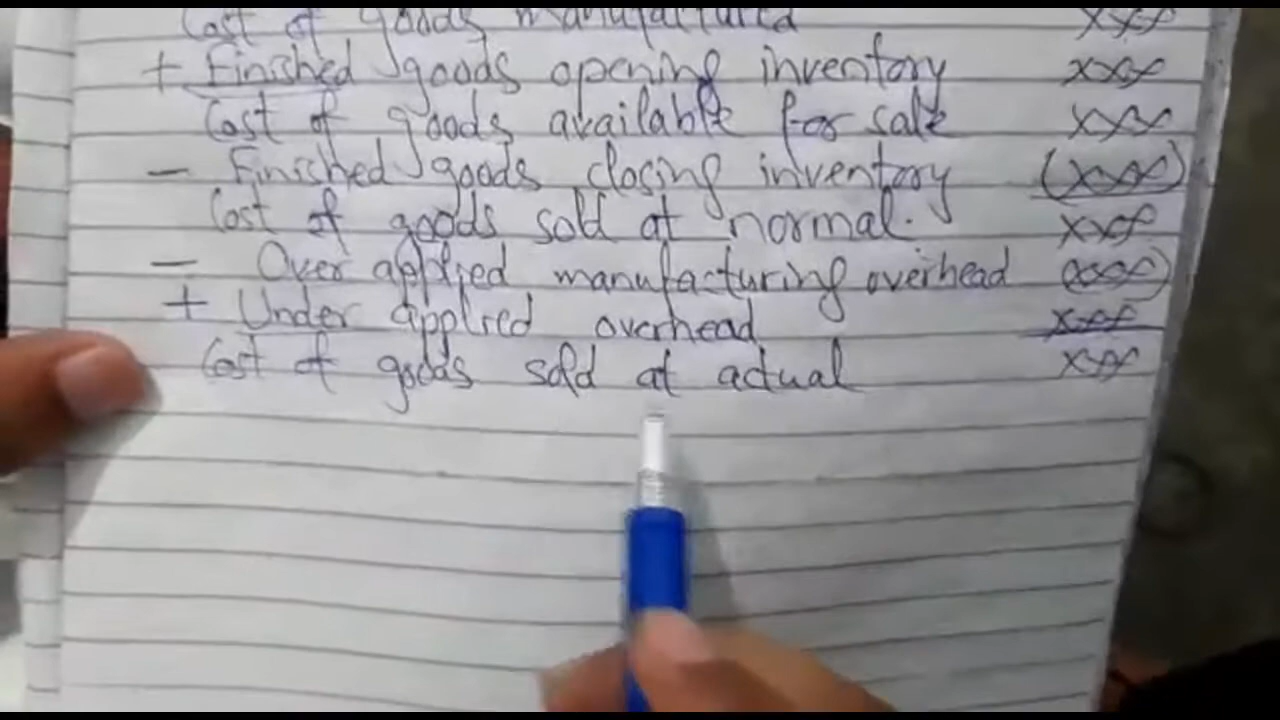 Cost of goods manufactured xxx
+ Finished goods opening inventory xxx
Cost of goods available for sale xxx
- Finished goods closing inventory (xxx)
Cost of goods sold at normal. xxx
- Over applied manufacturing overhead (xxx)
+ Under applied overhead xxx
Cost of goods sold at actual xxx